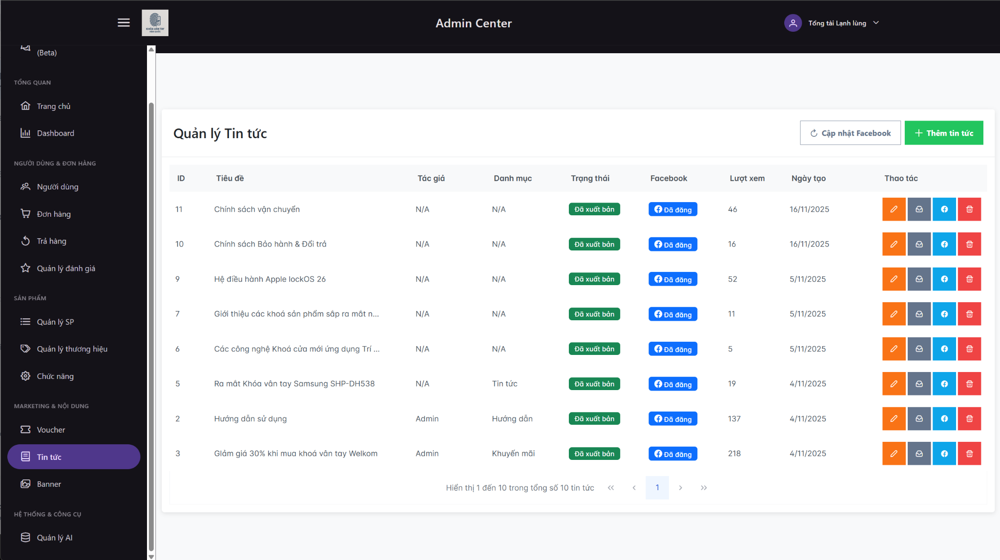 KHÓA VÂN TAY
HÀN QUỐC
Admin Center
Tổng tài Lạnh lùng
(Beta)
TỔNG QUAN
Trang chủ
Dashboard
NGƯỜI DÙNG & ĐƠN HÀNG
Người dùng
Đơn hàng
Trả hàng
Quản lý đánh giá
SẢN PHẨM
Quản lý SP
Quản lý thương hiệu
Chức năng
MARKETING & NỘI DUNG
Voucher
Tin tức
Banner
HỆ THỐNG & CÔNG CỤ
Quản lý AI
Quản lý Tin tức
Cập nhật Facebook
Thêm tin tức
ID Tiêu đề Tác giả Danh mục Trạng thái Facebook Lượt xem Ngày tạo Thao tác
11 Chính sách vận chuyển N/A N/A Đã xuất bản Đã đăng 46 16/11/2025
10 Chính sách Bảo hành & Đổi trả N/A N/A Đã xuất bản Đã đăng 16 16/11/2025
9 Hệ điều hành Apple lockOS 26 N/A N/A Đã xuất bản Đã đăng 52 5/11/2025
7 Giới thiệu các khoá sản phẩm sắp ra mắt n... N/A N/A Đã xuất bản Đã đăng 11 5/11/2025
6 Các công nghệ Khoá cửa mới ứng dụng Trí ... N/A N/A Đã xuất bản Đã đăng 5 5/11/2025
5 Ra mắt Khóa vân tay Samsung SHP-DH538 N/A Tin tức Đã xuất bản Đã đăng 19 4/11/2025
2 Hướng dẫn sử dụng Admin Hướng dẫn Đã xuất bản Đã đăng 137 4/11/2025
3 GIảm giá 30% khi mua khoá vân tay Welkom Admin Khuyến mãi Đã xuất bản Đã đăng 218 4/11/2025
Hiển thị 1 đến 10 trong tổng số 10 tin tức « ‹ 1 › »